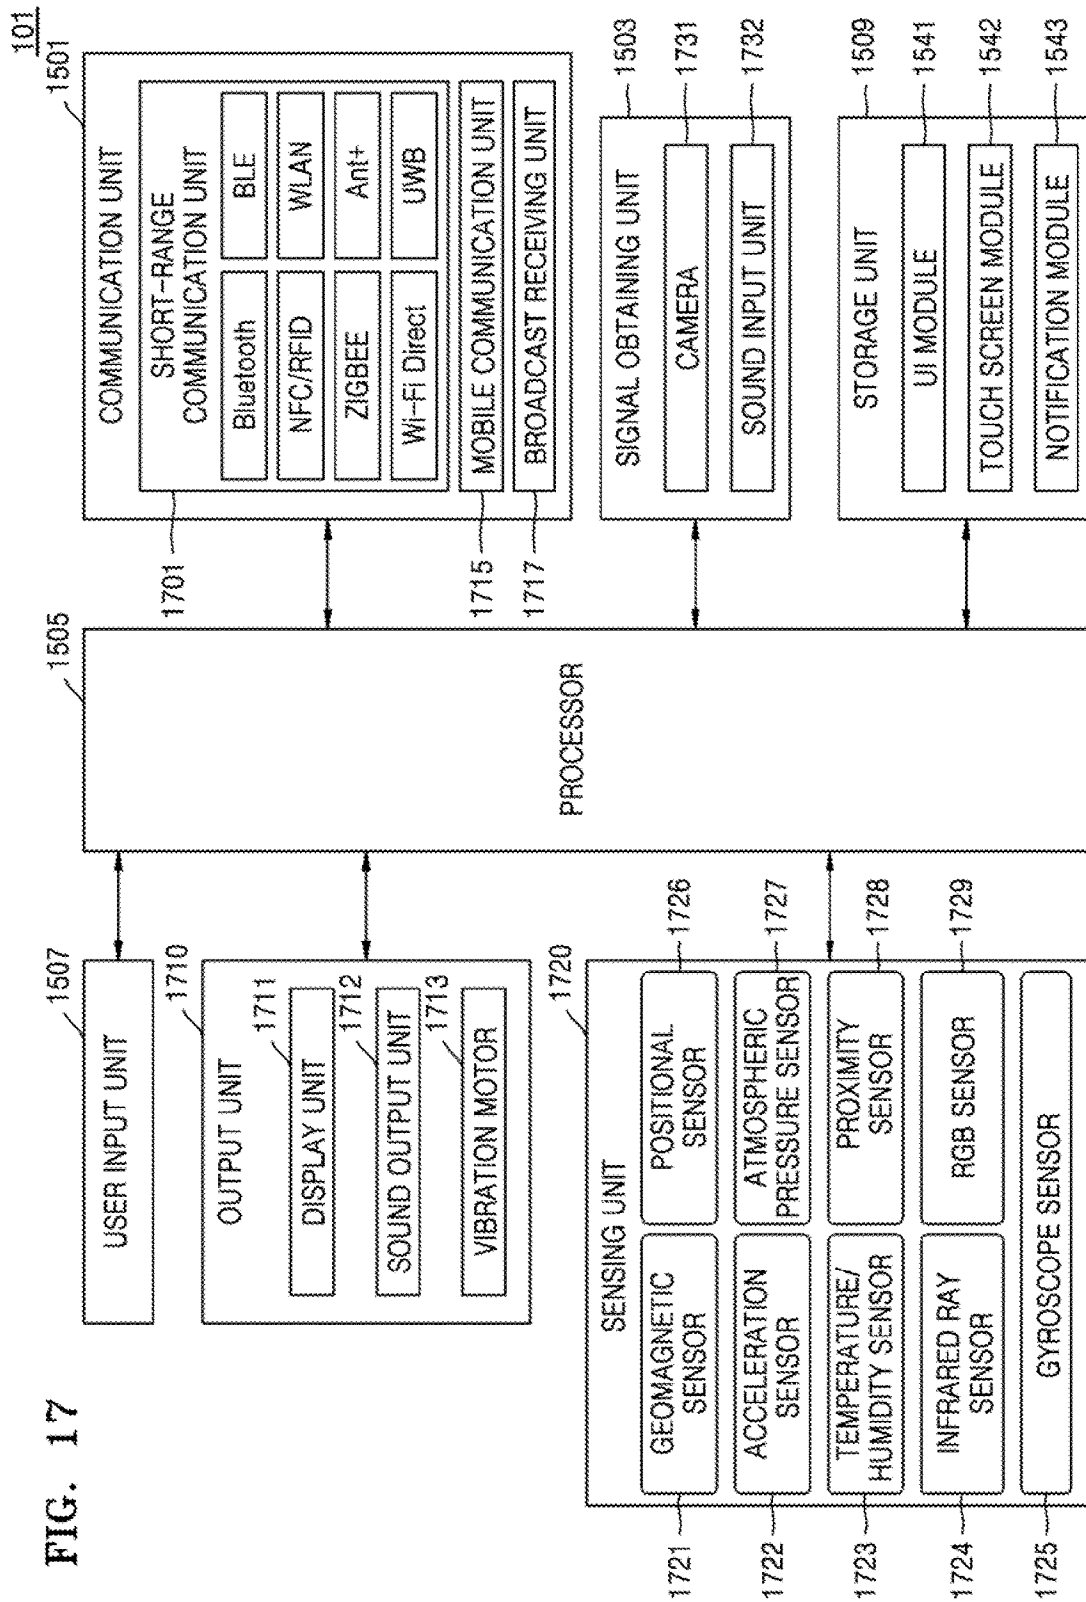 FIG. 17
101
1507
USER INPUT UNIT
1710
OUTPUT UNIT
1711
DISPLAY UNIT
1712
SOUND OUTPUT UNIT
1713
VIBRATION MOTOR
1720
SENSING UNIT
1721
GEOMAGNETIC
SENSOR
POSITIONAL
SENSOR
1726
1722
ACCELERATION
SENSOR
ATMOSPHERIC
PRESSURE SENSOR
1727
1723
TEMPERATURE/
HUMIDITY SENSOR
PROXIMITY
SENSOR
1728
1724
INFRARED RAY
SENSOR
RGB SENSOR
1729
1725
GYROSCOPE SENSOR
1505
PROCESSOR
1501
COMMUNICATION UNIT
1701
SHORT-RANGE
COMMUNICATION UNIT
Bluetooth
BLE
NFC/RFID
WLAN
ZIGBEE
Ant+
Wi-Fi Direct
UWB
1715
MOBILE COMMUNICATION UNIT
1717
BROADCAST RECEIVING UNIT
SIGNAL OBTAINING UNIT
1503
CAMERA
1731
SOUND INPUT UNIT
1732
STORAGE UNIT
1509
UI MODULE
1541
TOUCH SCREEN MODULE
1542
NOTIFICATION MODULE
1543